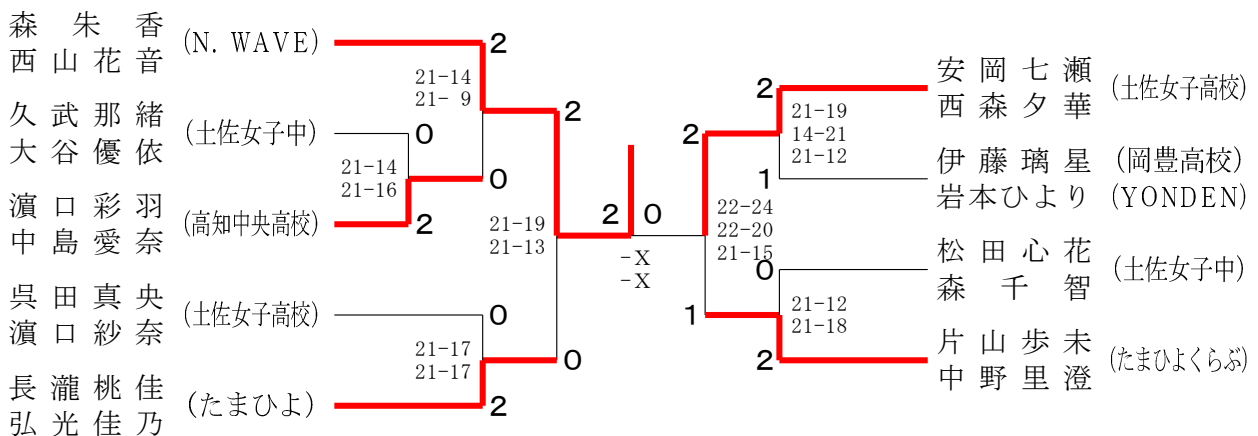 森朱香
西山花音
(N. WAVE)
2
21-14
21- 9
久武那緒
大谷優依
(土佐女子中)
0
2
21-14
21-16
0
濵口彩羽
中島愛奈
(高知中央高校)
2
21-19
21-13
呉田真央
濵口紗奈
(土佐女子高校)
0
21-17
21-17
0
長瀧桃佳
弘光佳乃
(たまひよ)
2
2
0
-X
-X
安岡七瀬
西森夕華
(土佐女子高校)
2
21-19
14-21
21-12
2
伊藤璃星
(岡豊高校)
岩本ひより
(YONDEN)
1
22-24
22-20
21-15
松田心花
森千智
(土佐女子中)
0
21-12
21-18
1
片山歩未
中野里澄
(たまひよくらぶ)
2